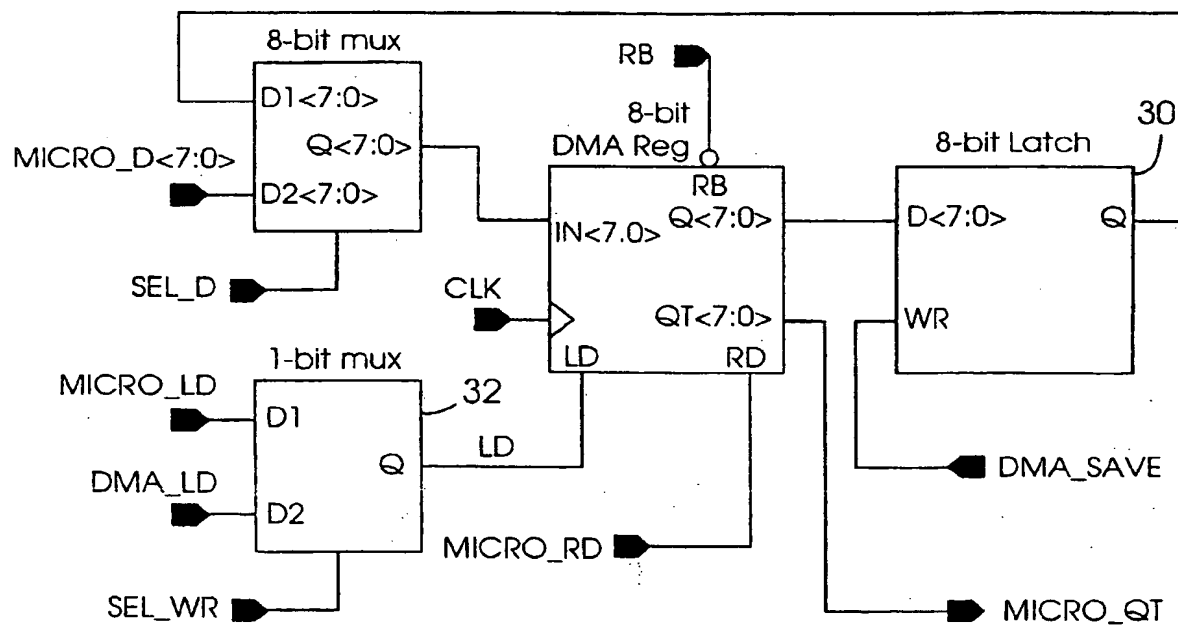 8-bit mux
D1<7:0>
Q<7:0>
D2<7:0>
MICRO_D<7:0>
SEL_D
RB
8-bit
DMA Reg
RB
IN<7.0>
Q<7:0>
QT<7:0>
LD
RD
CLK
8-bit Latch
30
D<7:0>
Q
WR
1-bit mux
32
MICRO_LD
D1
Q
LD
DMA_LD
D2
SEL_WR
MICRO_RD
DMA_SAVE
MICRO_QT